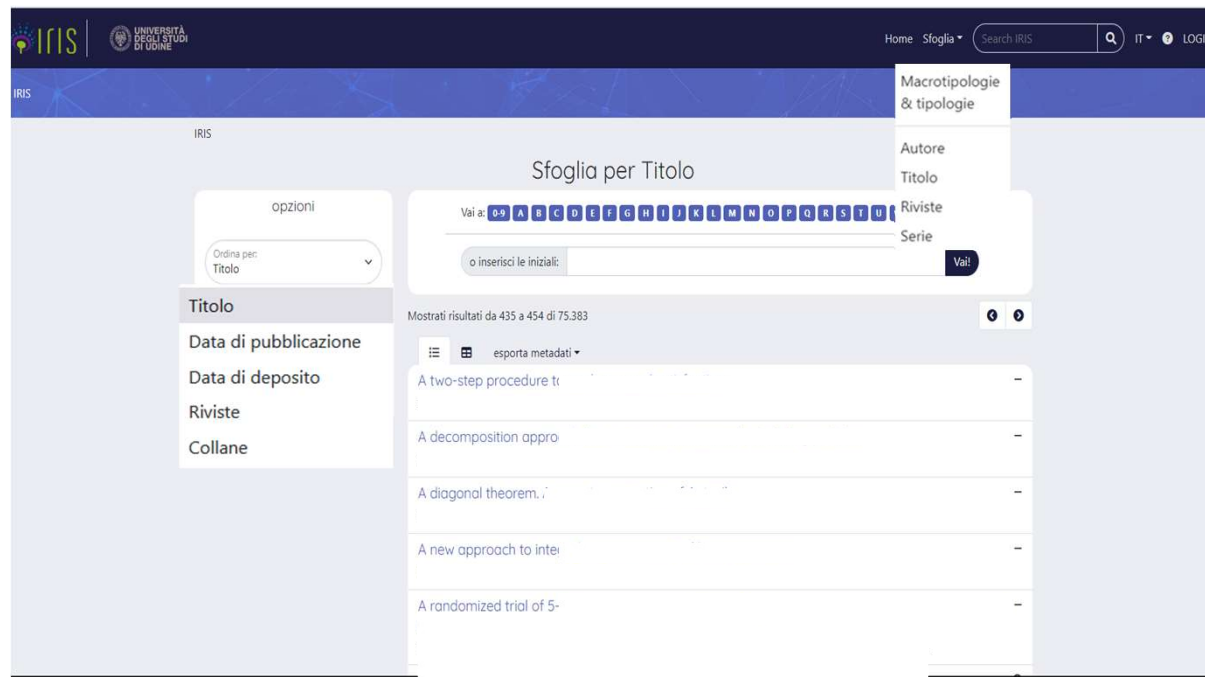 IRIS
UNIVERSITÀ
DEGLI STUDI
DI UDINE
Home Sfoglia Search IRIS IT ? LOGI
IRIS
Macrotipologie
& tipologie
Autore
Titolo
Riviste
Serie
IRIS
Sfoglia per Titolo
opzioni
Ordina per:
Titolo
Titolo
Data di pubblicazione
Data di deposito
Riviste
Collane
Vai a: 0-9 A B C D E F G H I J K L M N O P Q R S T U
o inserisci le iniziali: Vai!
Mostrati risultati da 435 a 454 di 75.383
esporta metadati
A two-step procedure
A decomposition
A diagonal theorem.
A new approach to
A randomized trial of 5-